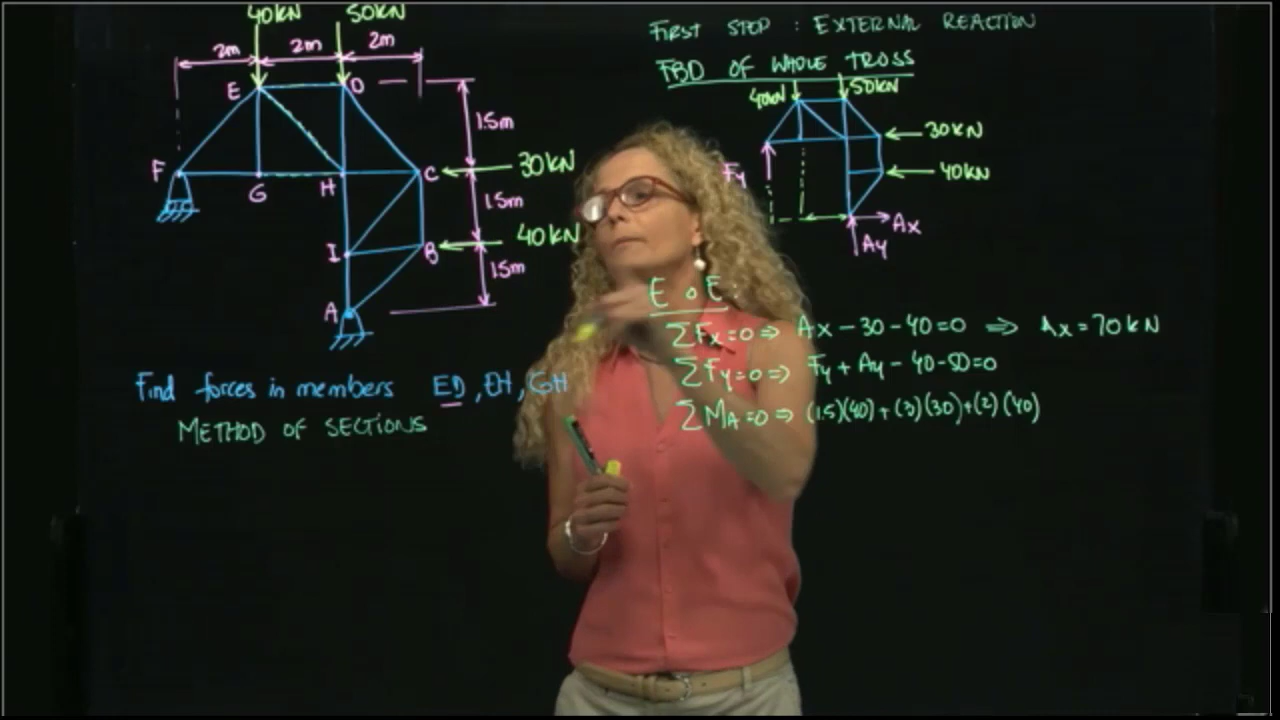 40kN 50kN
2m 2m 2m
E D
1.5m
F G H C 30kN
1.5m
I B 40kN
1.5m
A
Find forces in members ED, EH, GH
METHOD OF SECTIONS
FIRST STOP : EXTERNAL REACTION
FBD OF WHOLE TROSS
40kN 50kN
30kN
Fy 40kN
Ax
Ay
E o E:
ΣFx=0 ⇒ Ax - 30 - 40 = 0 ⇒ Ax = 70kN
ΣFy=0 ⇒ Fy + Ay - 40 - 50 = 0
ΣMA=0 ⇒ (1.5)(40) + (3)(30) + (2)(40)